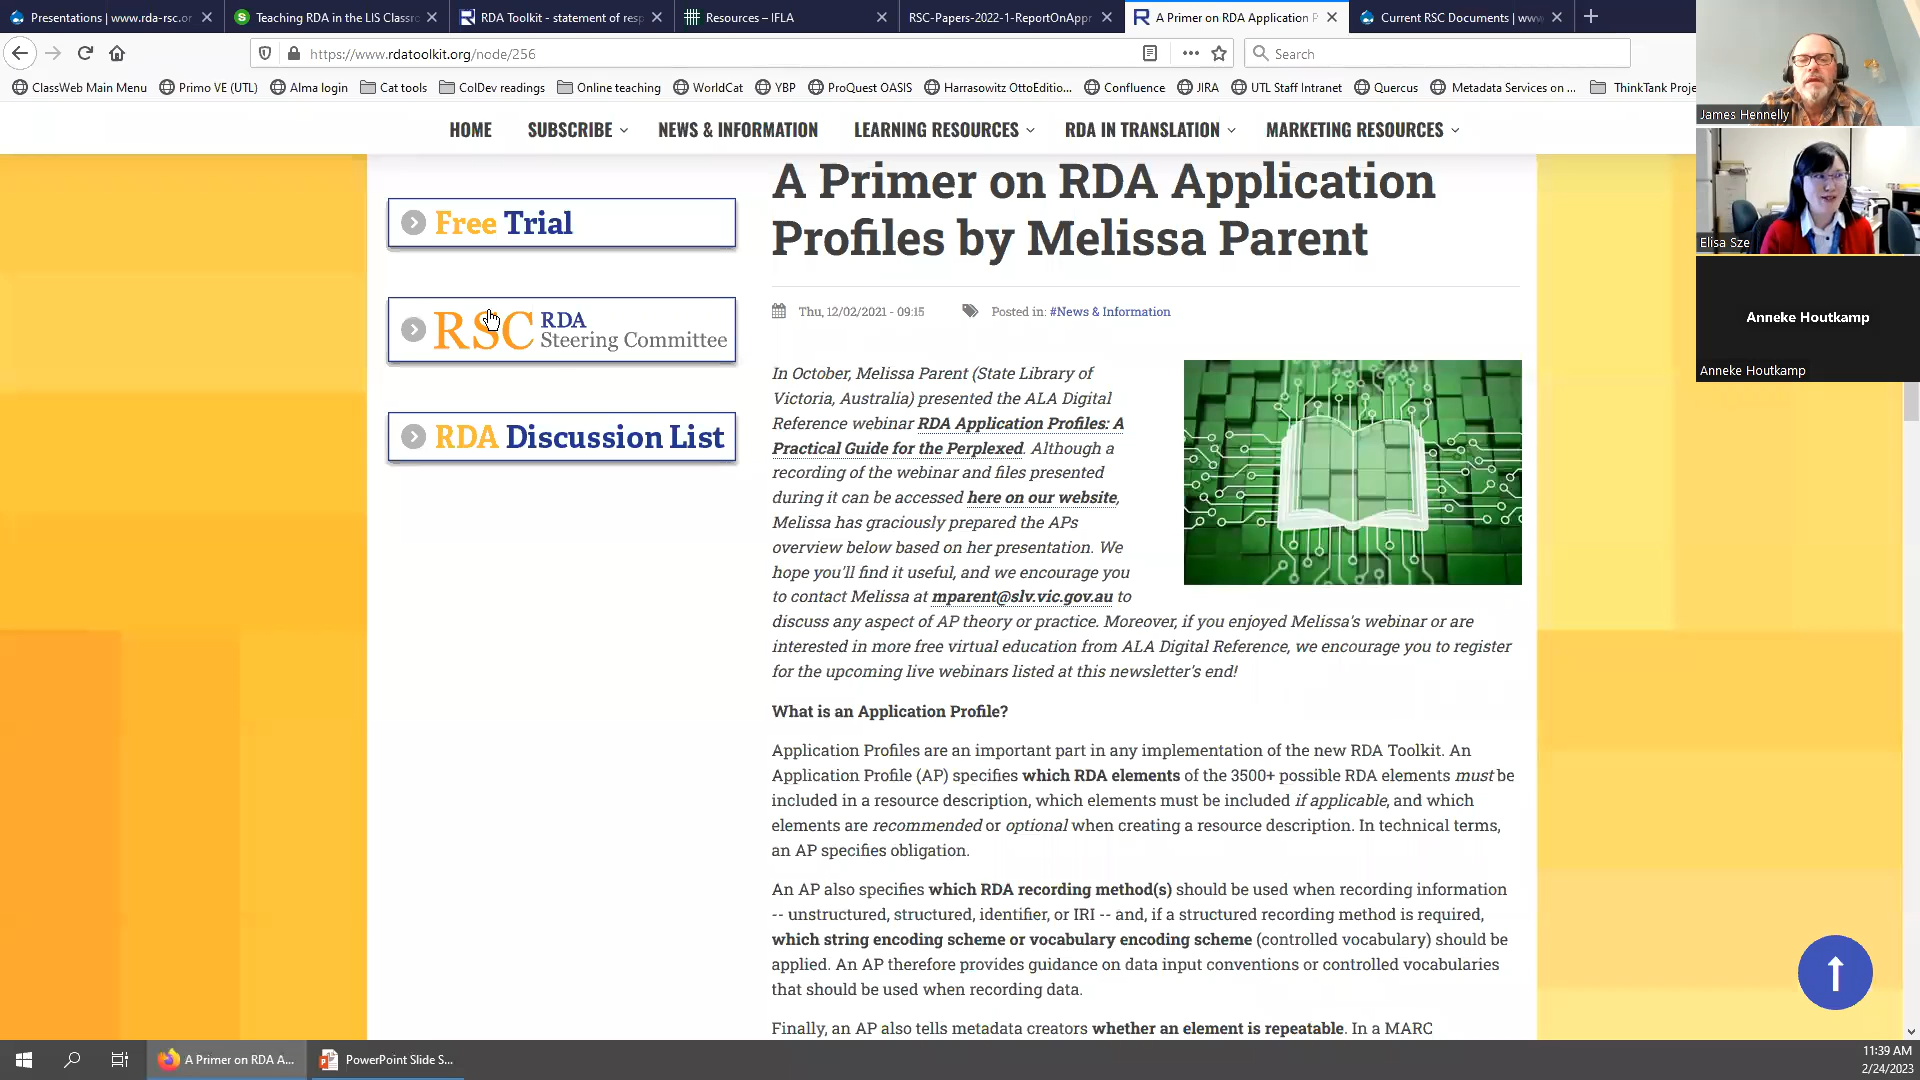 Presentations | www.rda-rsc.or
Teaching RDA in the LIS Classro
RDA Toolkit - statement of resp
Resources – IFLA
RSC-Papers-2022-1-ReportOnAppr
A Primer on RDA Application P
Current RSC Documents | www
https://www.rdatoolkit.org/node/256
Search
ClassWeb Main Menu
Primo VE (UTL)
Alma login
Cat tools
ColDev readings
Online teaching
WorldCat
YBP
ProQuest OASIS
Harrasowitz OttoEditio...
Confluence
JIRA
UTL Staff Intranet
Quercus
Metadata Services on ...
ThinkTank Proje
HOME
SUBSCRIBE
NEWS & INFORMATION
LEARNING RESOURCES
RDA IN TRANSLATION
MARKETING RESOURCES
Free Trial
RSC RDA
Steering Committee
RDA Discussion List
A Primer on RDA Application
Profiles by Melissa Parent
Thu, 12/02/2021 - 09:15
Posted in: #News & Information
In October, Melissa Parent (State Library of
Victoria, Australia) presented the ALA Digital
Reference webinar RDA Application Profiles: A
Practical Guide for the Perplexed. Although a
recording of the webinar and files presented
during it can be accessed here on our website,
Melissa has graciously prepared the APs
overview below based on her presentation. We
hope you'll find it useful, and we encourage you
to contact Melissa at mparent@slv.vic.gov.au to
discuss any aspect of AP theory or practice. Moreover, if you enjoyed Melissa's webinar or are
interested in more free virtual education from ALA Digital Reference, we encourage you to register
for the upcoming live webinars listed at this newsletter's end!
What is an Application Profile?
Application Profiles are an important part in any implementation of the new RDA Toolkit. An
Application Profile (AP) specifies which RDA elements of the 3500+ possible RDA elements must be
included in a resource description, which elements must be included if applicable, and which
elements are recommended or optional when creating a resource description. In technical terms,
an AP specifies obligation.
An AP also specifies which RDA recording method(s) should be used when recording information
-- unstructured, structured, identifier, or IRI -- and, if a structured recording method is required,
which string encoding scheme or vocabulary encoding scheme (controlled vocabulary) should be
applied. An AP therefore provides guidance on data input conventions or controlled vocabularies
that should be used when recording data.
Finally, an AP also tells metadata creators whether an element is repeatable. In a MARC
James Hennelly
Elisa Sze
Anneke Houtkamp
Anneke Houtkamp
A Primer on RDA A...
PowerPoint Slide S...
11:39 AM
2/24/2023